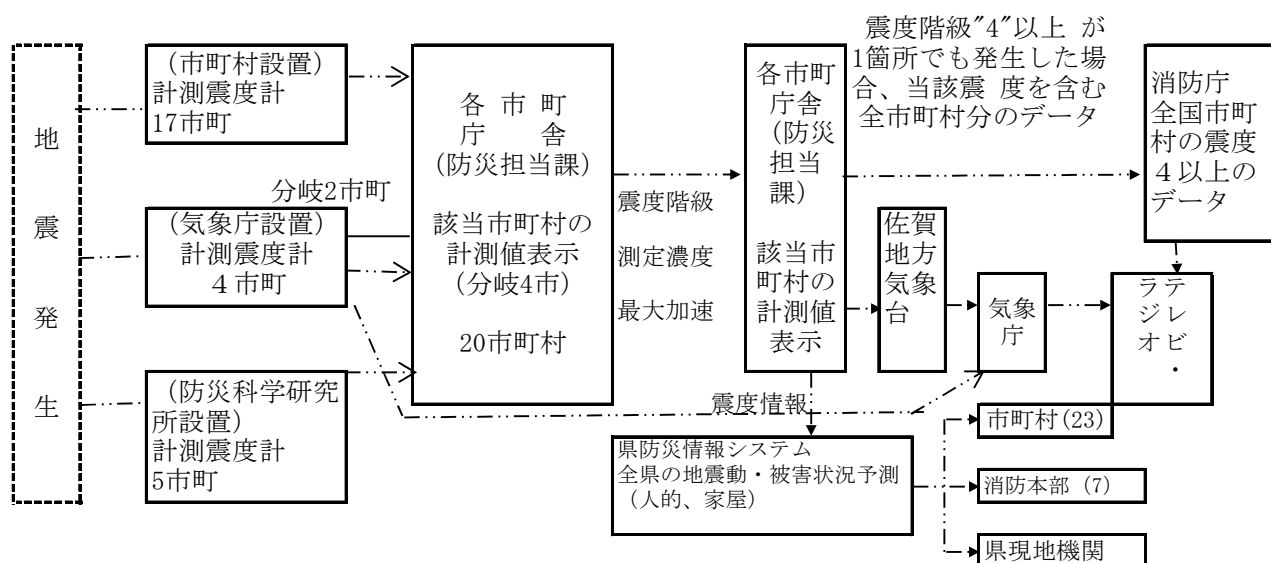 地
震
発
生
(市町村設置)
計測震度計
17市町
分岐2市町
(気象庁設置)
計測震度計
４市町
(防災科学研究
所設置)
計測震度計
5市町
各 市 町
庁 舎
(防災担当課)
該当市町村の
計測値表示
(分岐4市)
20市町村
震度階級
測定濃度
最大加速
各市町
庁舎
(防災
担当
課)
該当市
町村の
計測値
表示
震度階級"4"以上 が
1箇所でも発生した場
合、当該震 度を含む
全市町村分のデータ
消防庁
全国市町
村の震度
４以上の
データ
佐賀
地方
気象
台
気象
庁
テレビ・
ラジオ
震度情報
県防災情報システム
全県の地震動・被害状況予測
(人的、家屋)
市町村(23)
消防本部 (7)
県現地機関